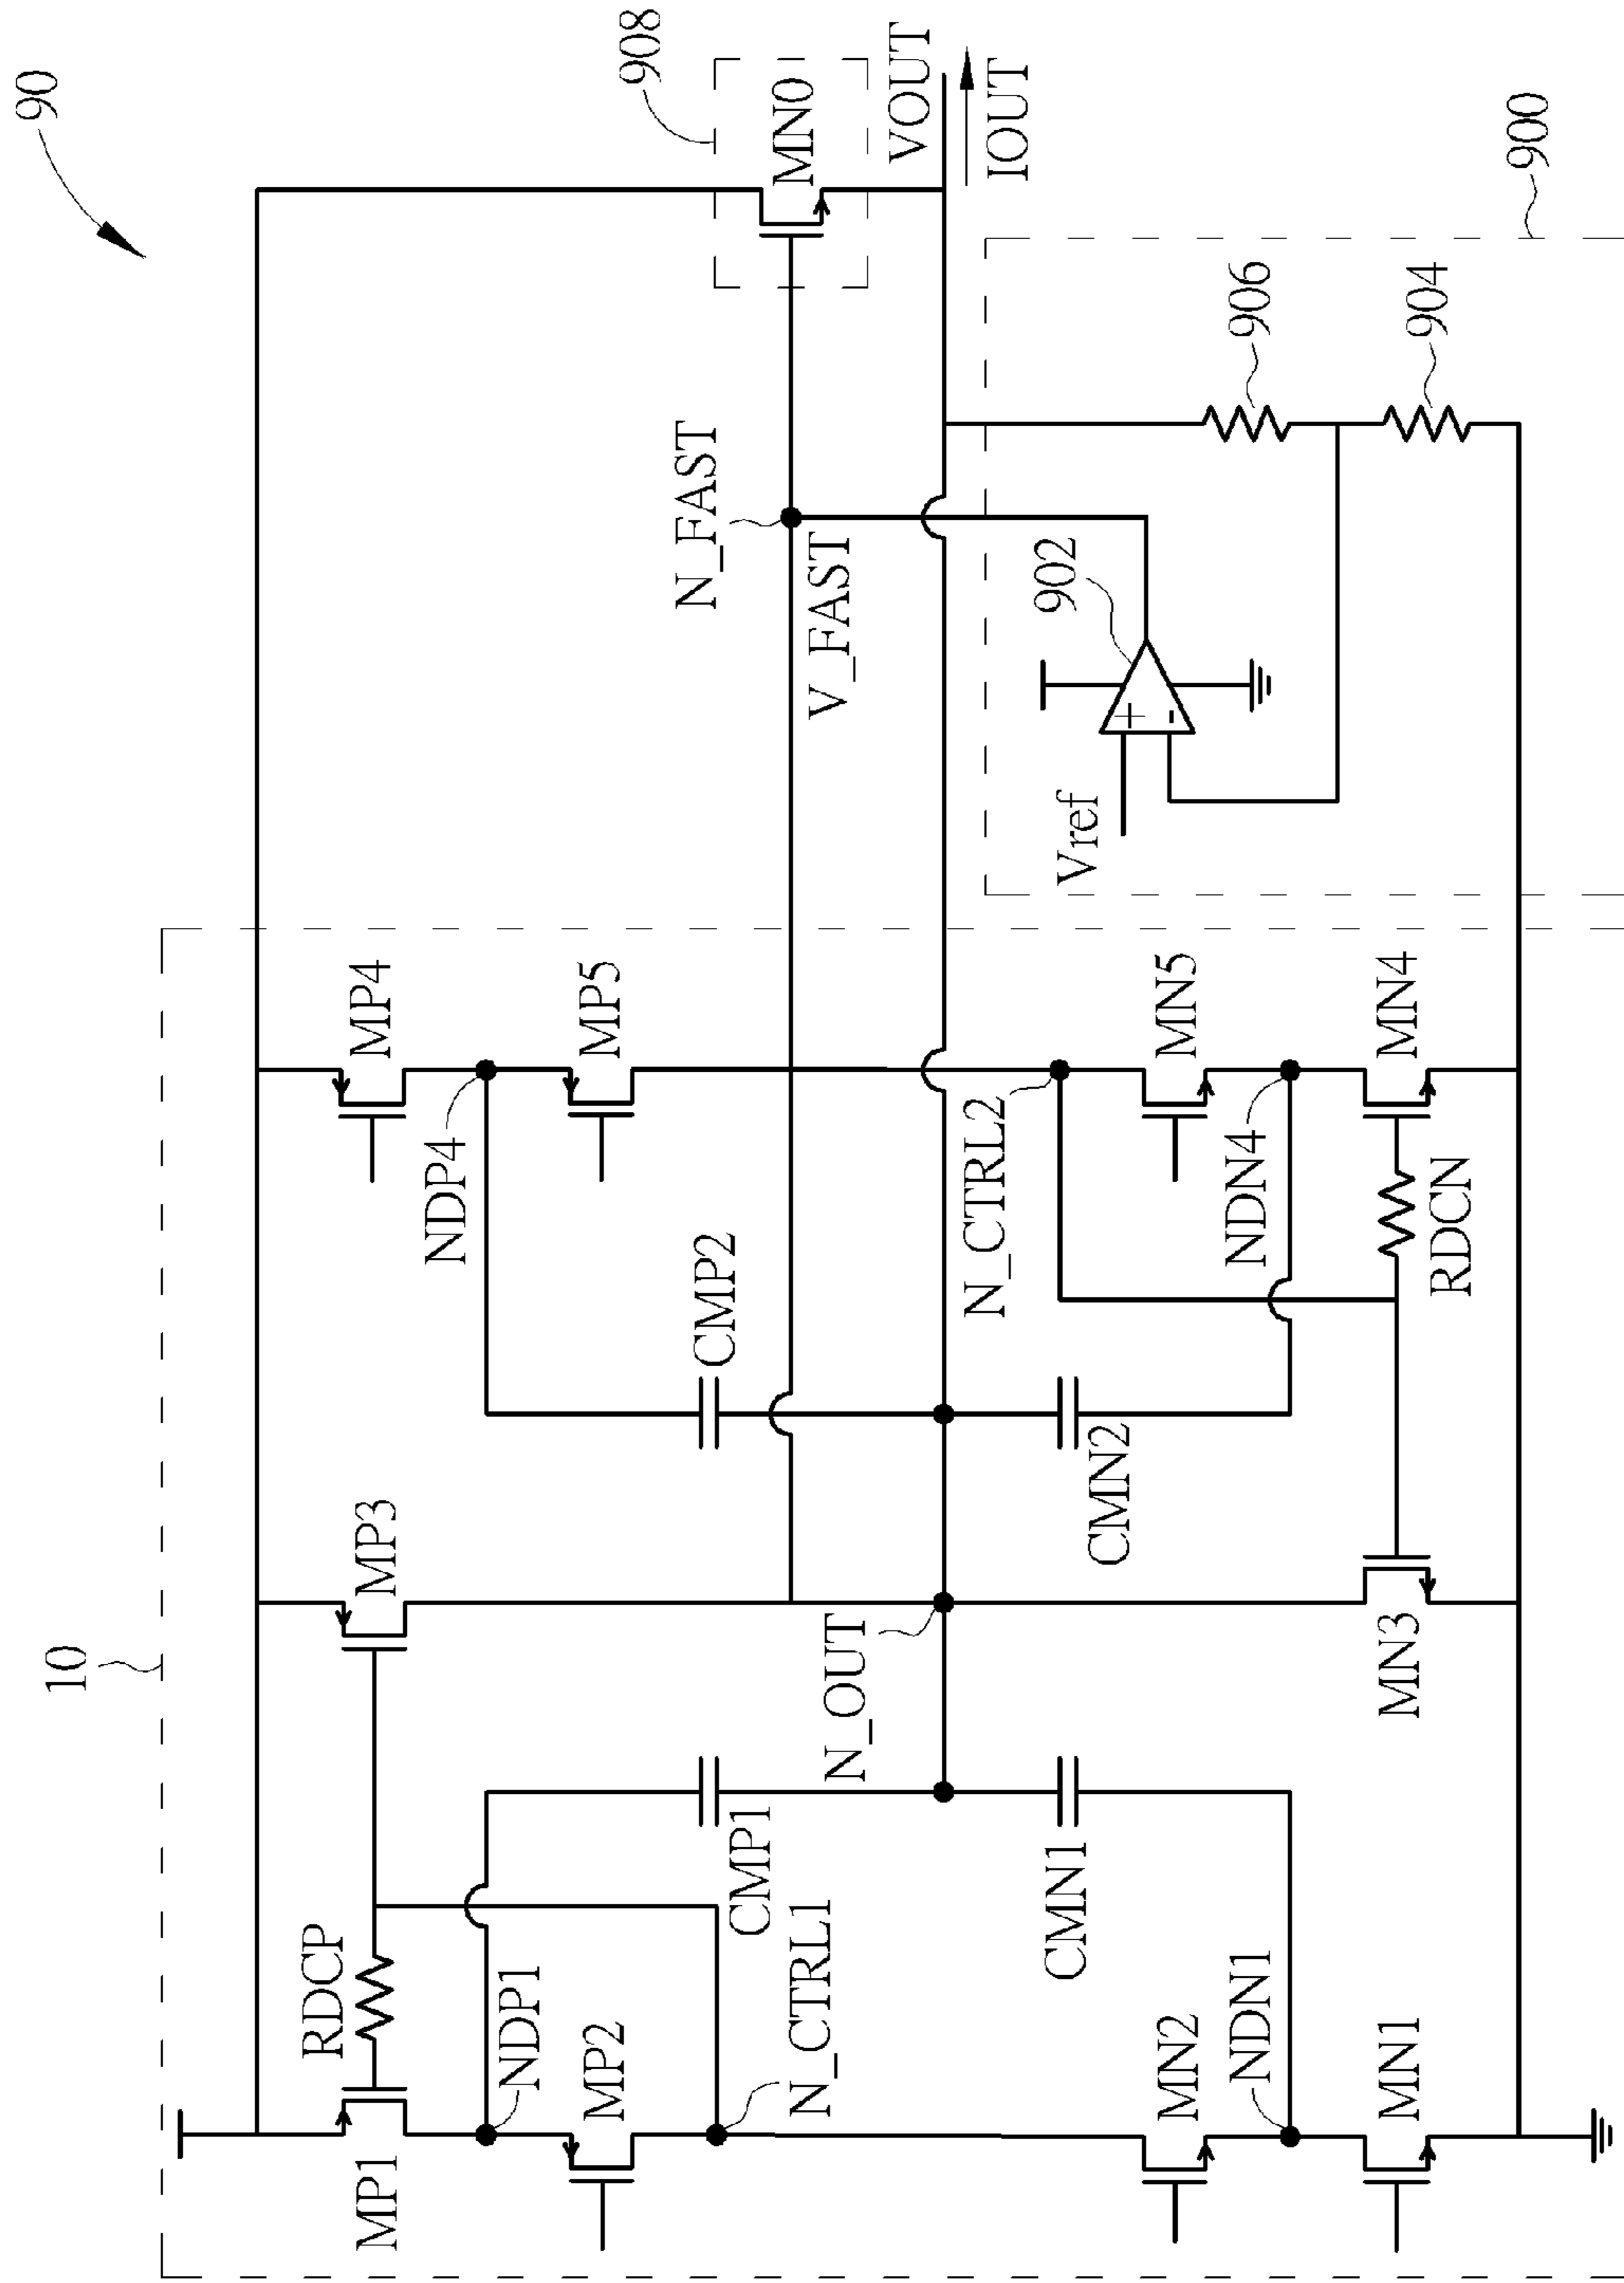 90
10
908
MN0
VOUT
IOUT
900
906
904
N_FAST
V_FAST
902
+
-
Vref
MP4
MP5
NDP4
N_CTRL2
MN5
NDN4
MN4
RDCN
CMP2
CMN2
MP3
N_OUT
MN3
CMP1
CMN1
RDCP
NDP1
N_CTRL1
MP1
MP2
MN2
NDN1
MN1